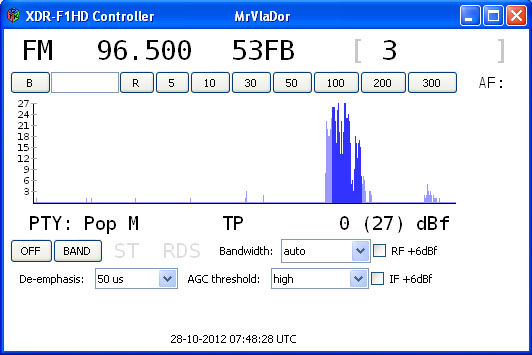 XDR-F1HD Controller MrVlaDor
FM 96.500 53FB [ 3 ]
B R 5 10 30 50 100 200 300 AF:
27
24
21
18
15
12
9
6
3
PTY: Pop M TP 0 (27) dBf
OFF BAND ST RDS Bandwidth: auto RF +6dBf
De-emphasis: 50 us AGC threshold: high IF +6dBf
28-10-2012 07:48:28 UTC